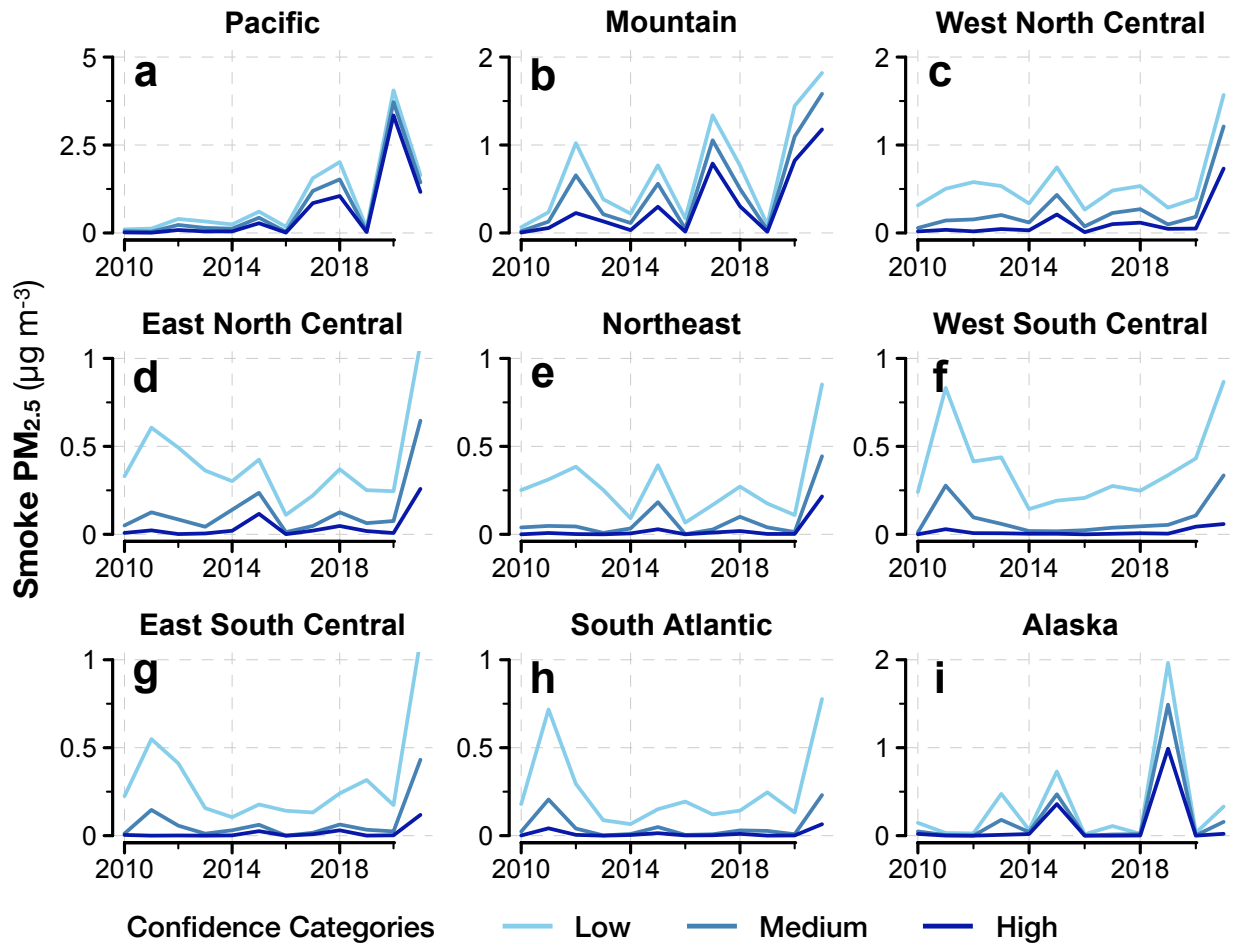 Pacific
Mountain
West North Central
a
b
c
5
2.5
0
2
1
0
2
1
0
2010 2014 2018
2010 2014 2018
2010 2014 2018
Smoke PM2.5 (µg m-3)
East North Central
Northeast
West South Central
d
e
f
1
0.5
0
1
0.5
0
1
0.5
0
2010 2014 2018
2010 2014 2018
2010 2014 2018
East South Central
South Atlantic
Alaska
g
h
i
1
0.5
0
1
0.5
0
2
1
0
2010 2014 2018
2010 2014 2018
2010 2014 2018
Confidence Categories Low Medium High